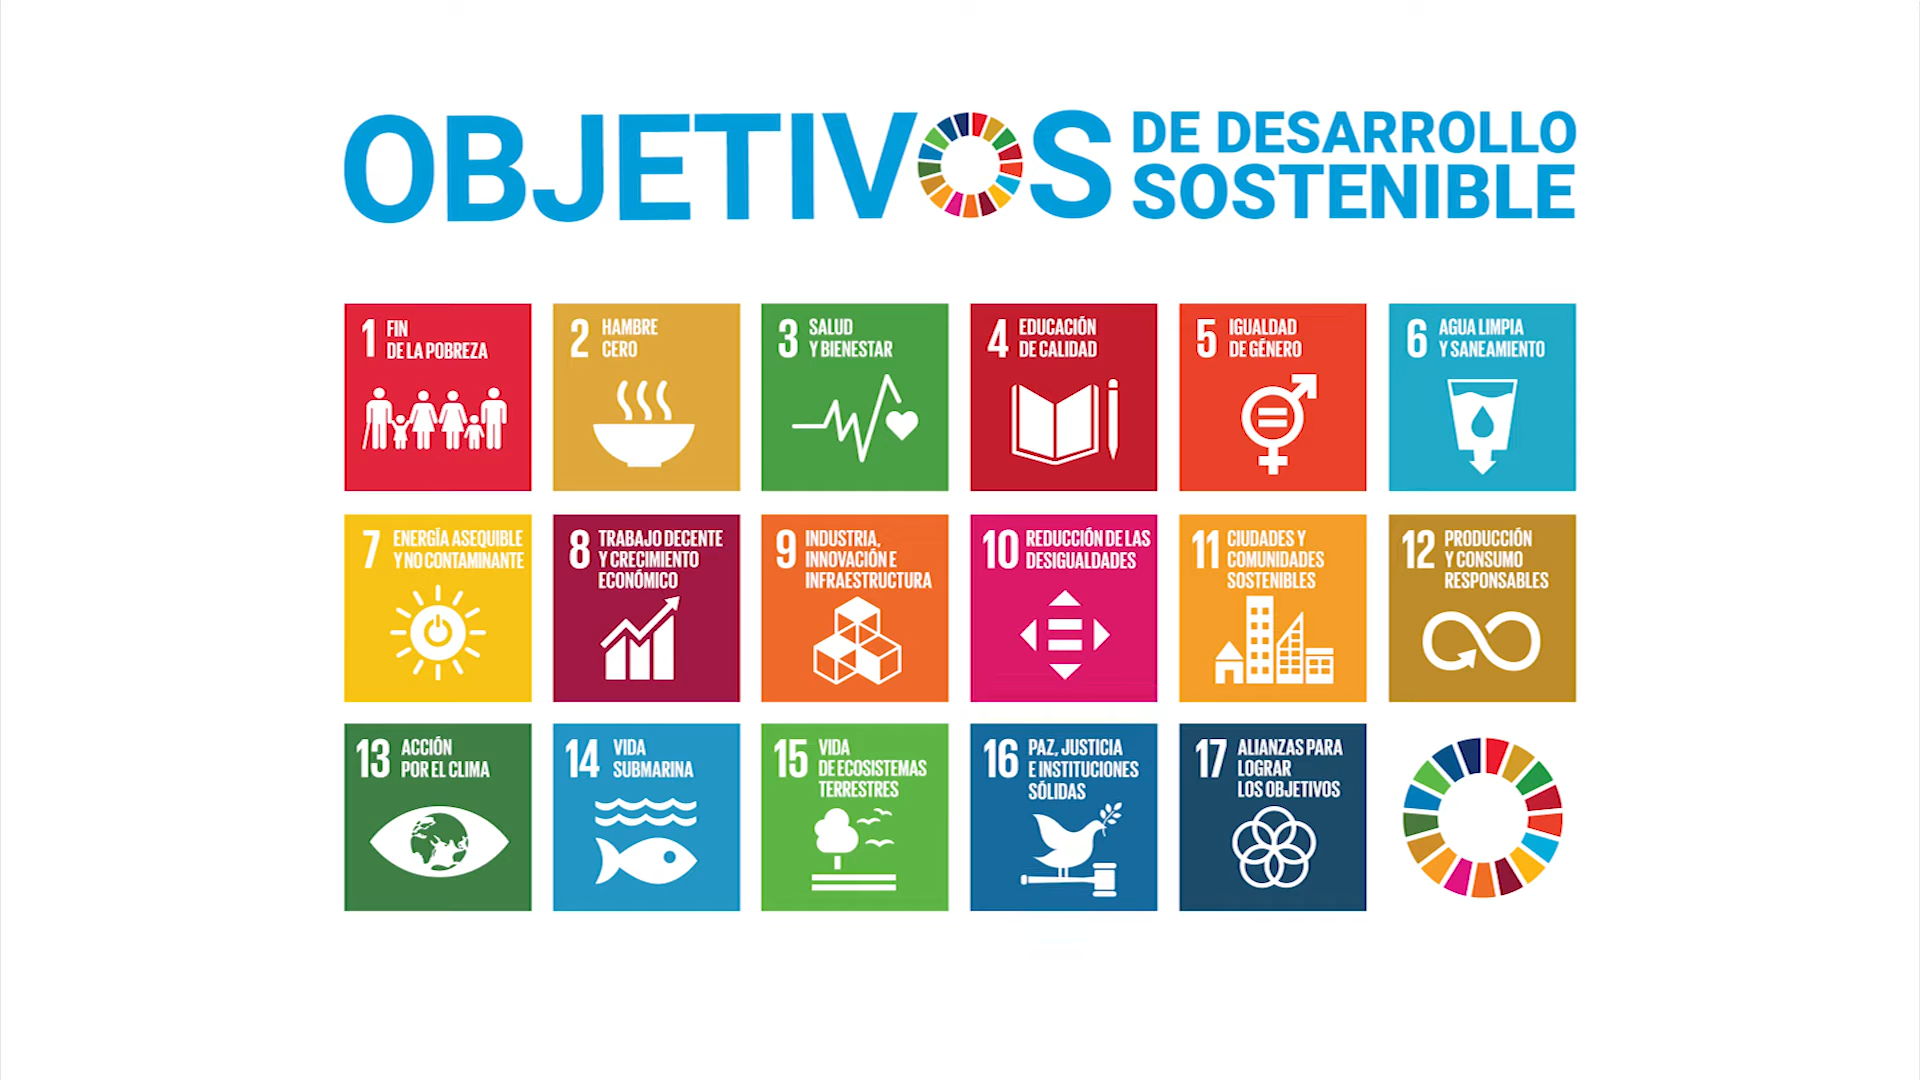 OBJETIVOS
DE DESARROLLO
SOSTENIBLE
1 FIN
DE LA POBREZA
2 HAMBRE
CERO
3 SALUD
Y BIENESTAR
4 EDUCACIÓN
DE CALIDAD
5 IGUALDAD
DE GÉNERO
6 AGUA LIMPIA
Y SANEAMIENTO
7 ENERGÍA ASEQUIBLE
Y NO CONTAMINANTE
8 TRABAJO DECENTE
Y CRECIMIENTO
ECONÓMICO
9 INDUSTRIA,
INNOVACIÓN E
INFRAESTRUCTURA
10 REDUCCIÓN DE LAS
DESIGUALDADES
11 CIUDADES Y
COMUNIDADES
SOSTENIBLES
12 PRODUCCIÓN
Y CONSUMO
RESPONSABLES
13 ACCIÓN
POR EL CLIMA
14 VIDA
SUBMARINA
15 VIDA
DE ECOSISTEMAS
TERRESTRES
16 PAZ, JUSTICIA
E INSTITUCIONES
SÓLIDAS
17 ALIANZAS PARA
LOGRAR
LOS OBJETIVOS